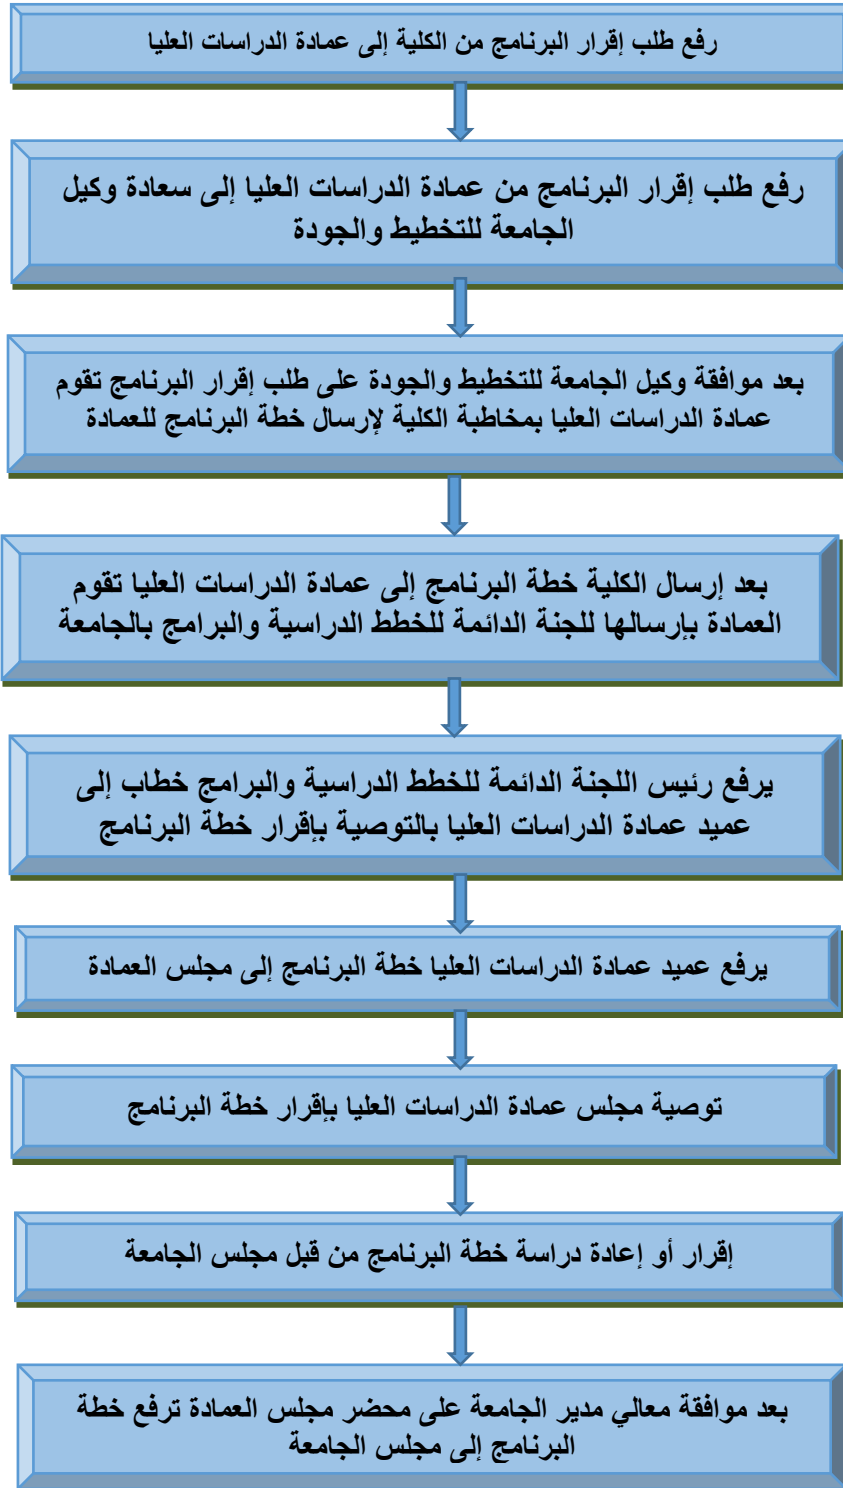 رفع طلب إقرار البرنامج من الكلية إلى عمادة الدراسات العليا
رفع طلب إقرار البرنامج من عمادة الدراسات العليا إلى سعادة وكيل
الجامعة للتخطيط والجودة
بعد موافقة وكيل الجامعة للتخطيط والجودة على طلب إقرار البرنامج تقوم
عمادة الدراسات العليا بمخاطبة الكلية لإرسال خطة البرنامج للعمادة
بعد إرسال الكلية خطة البرنامج إلى عمادة الدراسات العليا تقوم
العمادة بإرسالها للجنة الدائمة للخطط الدراسية والبرامج بالجامعة
يرفع رئيس اللجنة الدائمة للخطط الدراسية والبرامج خطاب إلى
عميد عمادة الدراسات العليا بالتوصية بإقرار خطة البرنامج
يرفع عميد عمادة الدراسات العليا خطة البرنامج إلى مجلس العمادة
توصية مجلس عمادة الدراسات العليا بإقرار خطة البرنامج
إقرار أو إعادة دراسة خطة البرنامج من قبل مجلس الجامعة
بعد موافقة معالي مدير الجامعة على محضر مجلس العمادة ترفع خطة
البرنامج إلى مجلس الجامعة